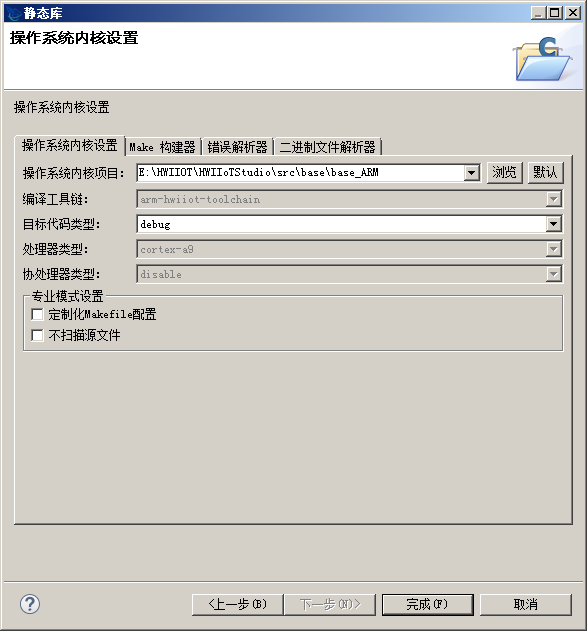 静态库
操作系统内核设置
操作系统内核设置
操作系统内核设置 Make 构建器 错误解析器 二进制文件解析器
操作系统内核项目: E:\HWIIOT\HWIIoTStudio\src\base\base_ARM 浏览 默认
编译工具链: arm-hwiiot-toolchain
目标代码类型: debug
处理器类型: cortex-a9
协处理器类型: disable
专业模式设置
定制化Makefile配置
不扫描源文件
<上一步(B) 下一步(N)> 完成(F) 取消